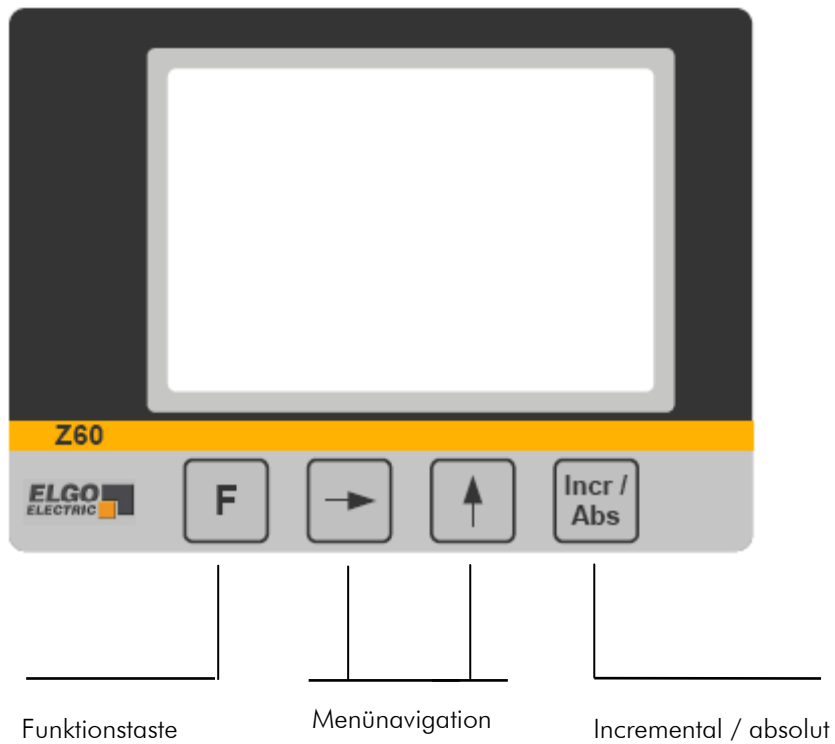 Z60
ELGO
ELECTRIC
F
Incr /
Abs
Funktionstaste
Menünavigation
Incremental / absolut